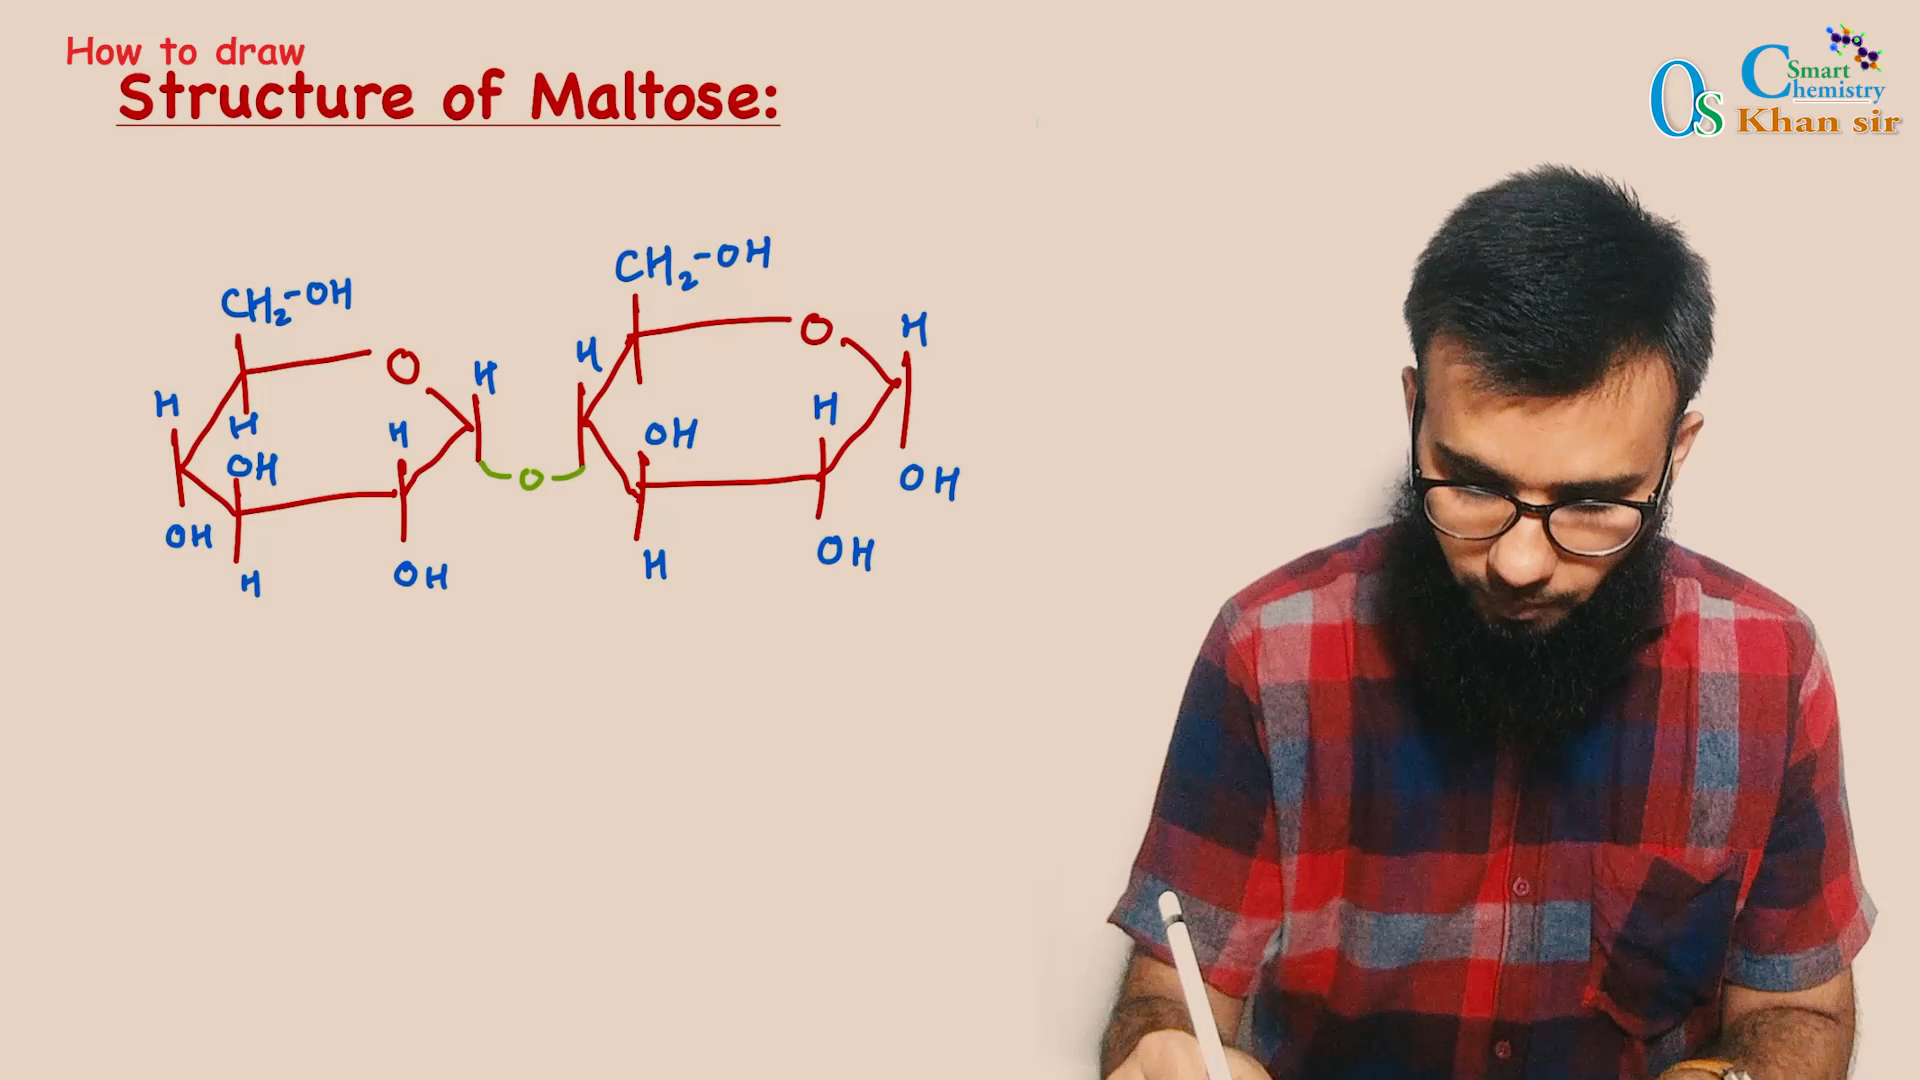 How to draw
Structure of Maltose:
Os Smart Chemistry
Khan sir
CH2-OH
CH2-OH
O
H
O
H
H
H
H
H
H
OH
OH
OH
O
OH
OH
H
OH
H
OH